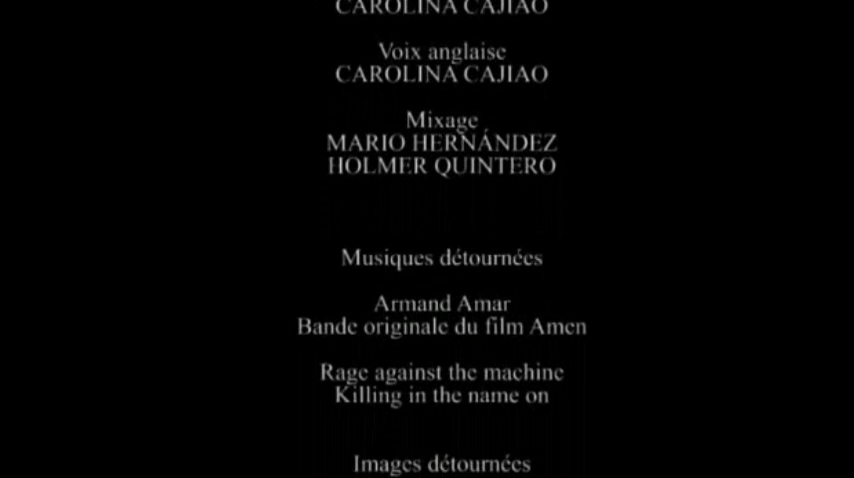 CAROLINA CAJIAO
Voix anglaise
CAROLINA CAJIAO
Mixage
MARIO HERNÁNDEZ
HOLMER QUINTERO
Musiques détournées
Armand Amar
Bande originale du film Amen
Rage against the machine
Killing in the name on
Images détournées